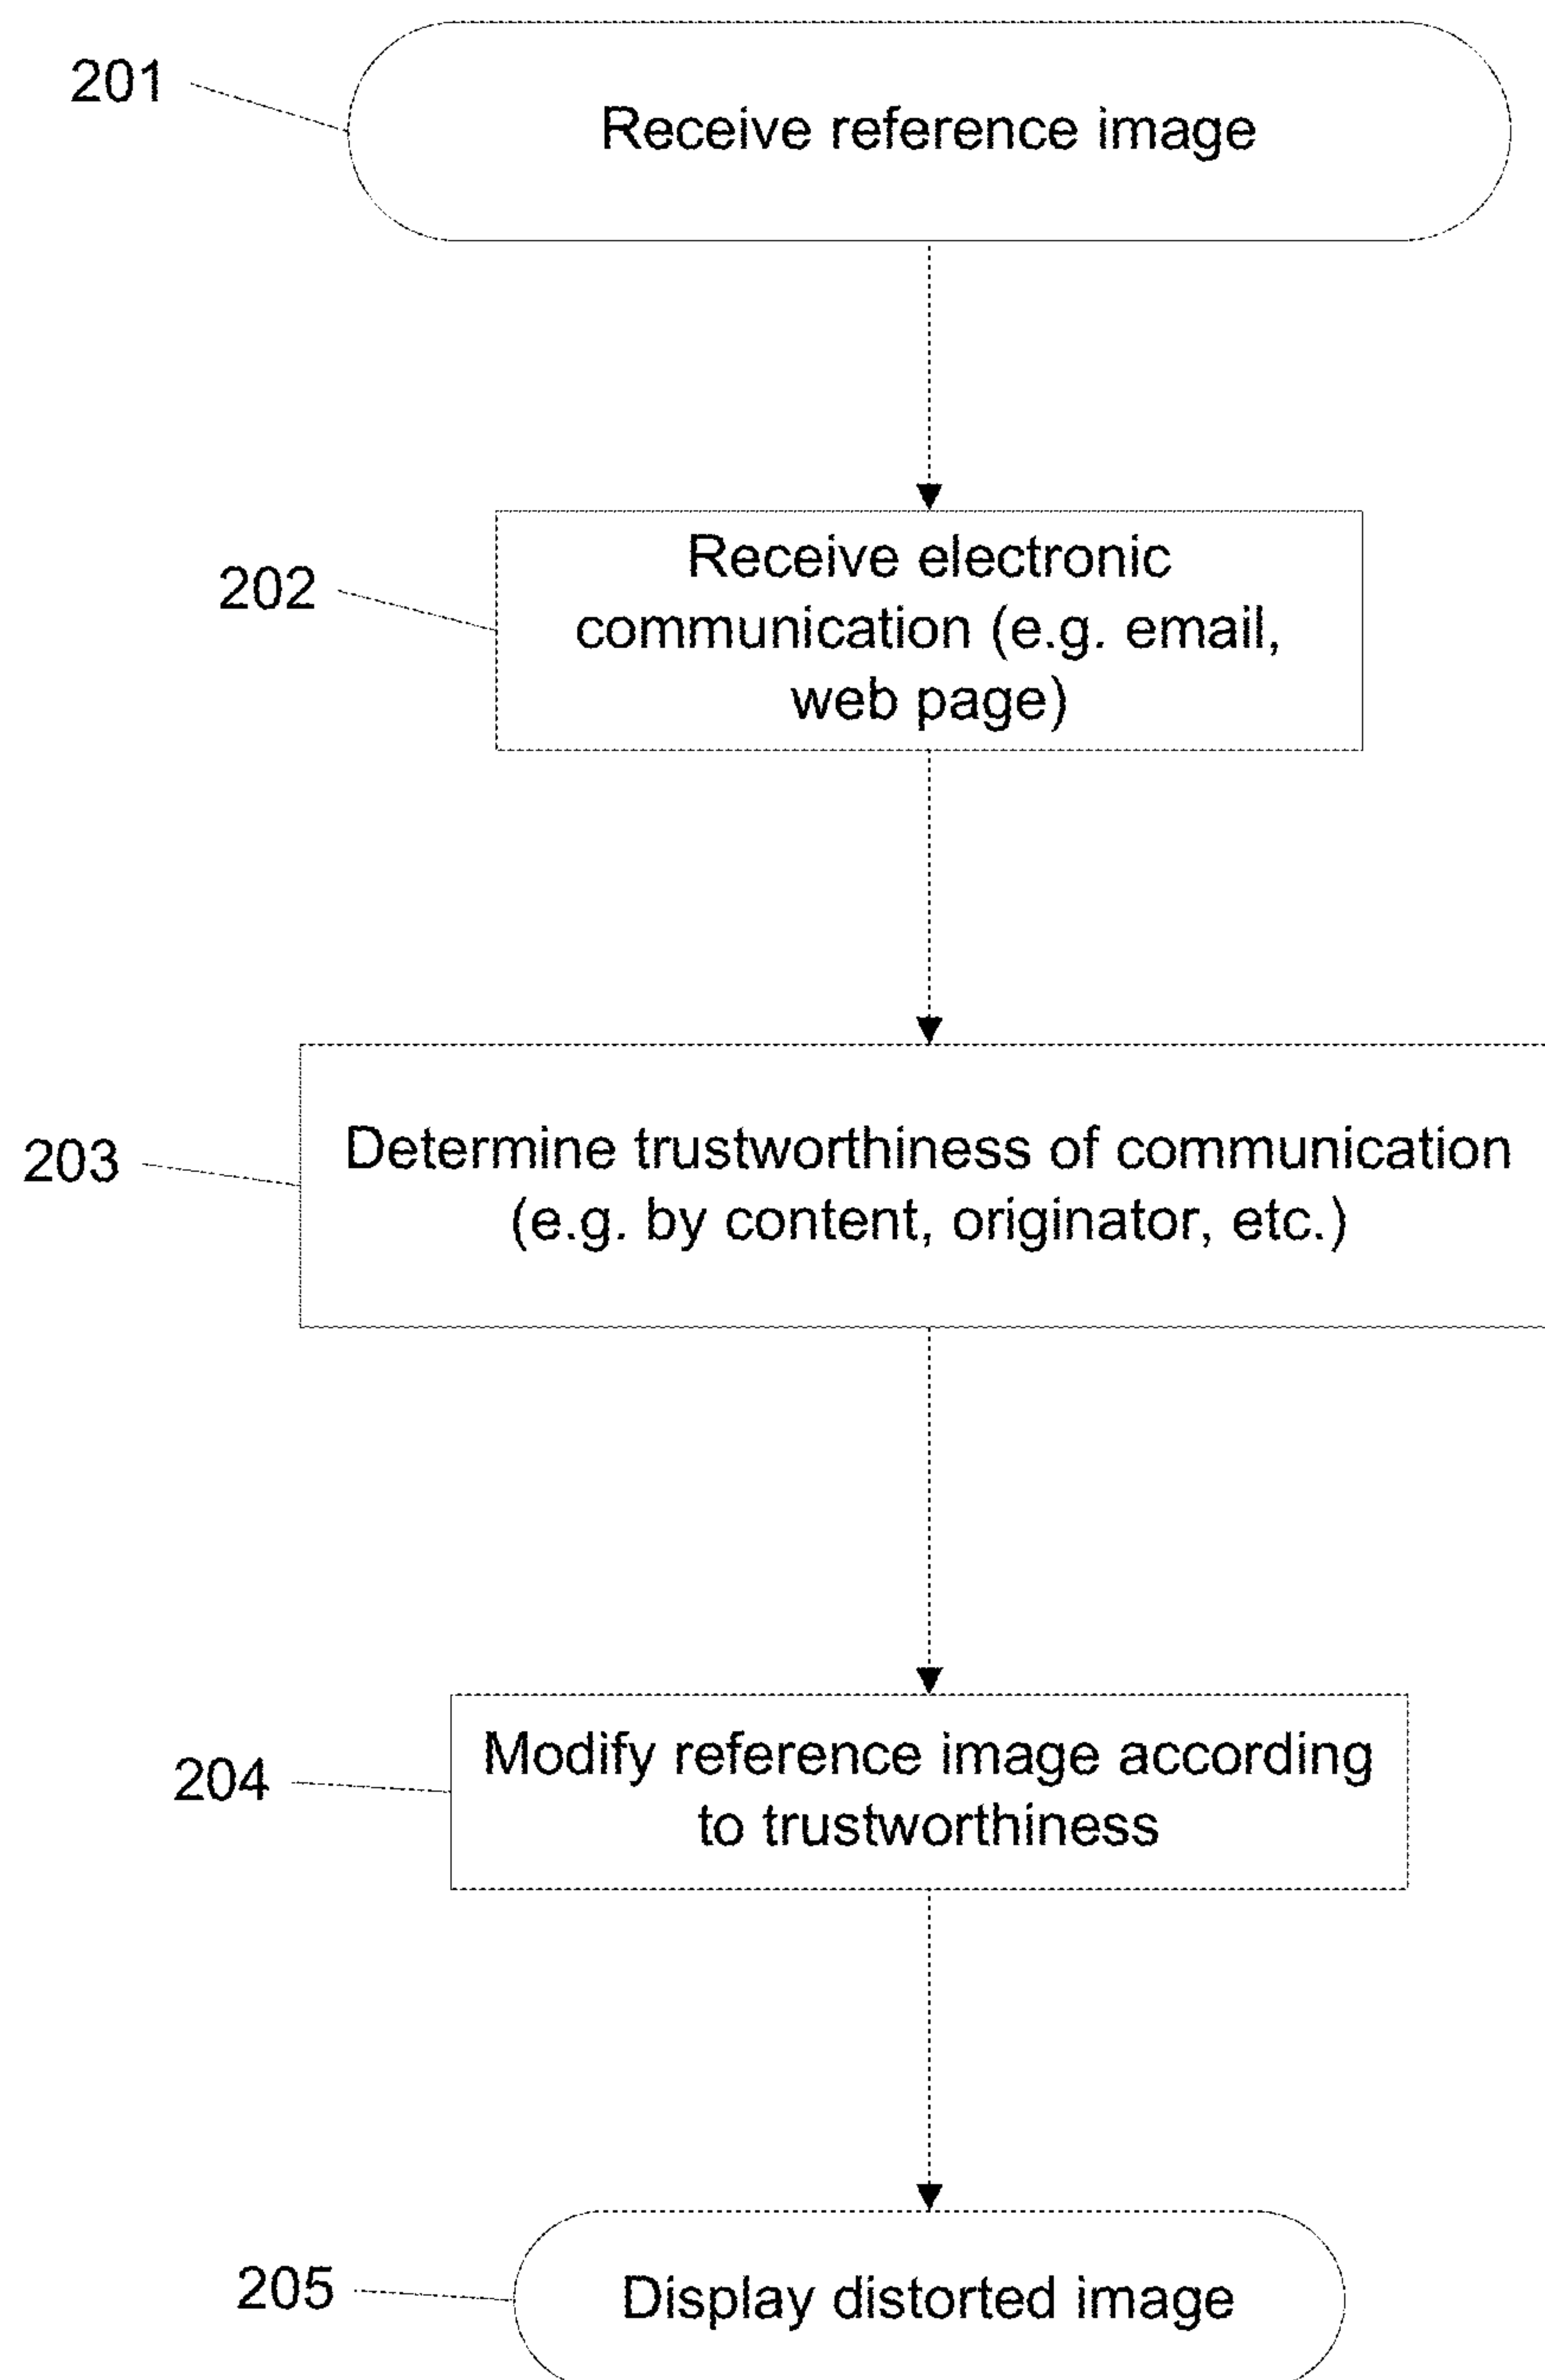 201
Receive reference image
202
Receive electronic
communication (e.g. email,
web page)
203
Determine trustworthiness of communication
(e.g. by content, originator, etc.)
204
Modify reference image according
to trustworthiness
205
Display distorted image